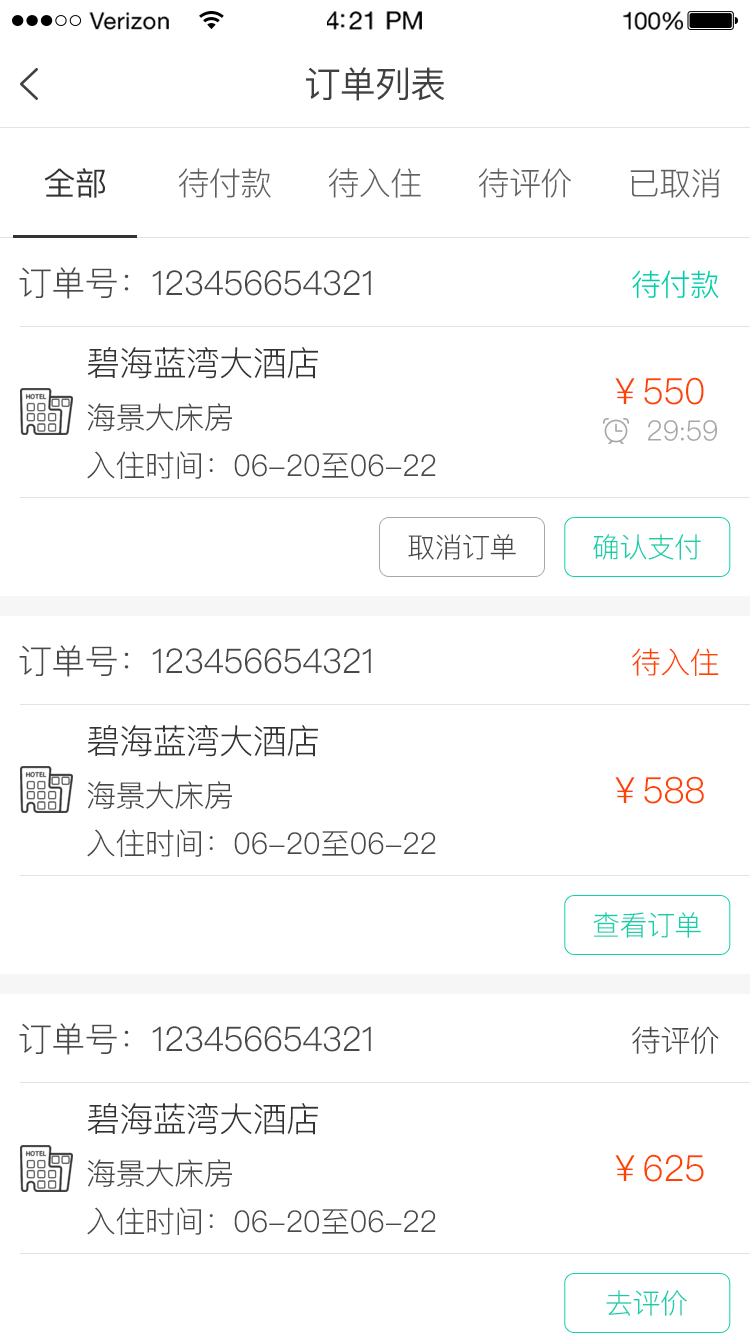 Verizon 4:21 PM 100%
订单列表
全部 待付款 待入住 待评价 已取消
订单号：123456654321 待付款
碧海蓝湾大酒店
HOTEL 海景大床房 ￥550
29:59
入住时间：06-20至06-22
取消订单 确认支付
订单号：123456654321 待入住
碧海蓝湾大酒店
HOTEL 海景大床房 ￥588
入住时间：06-20至06-22
查看订单
订单号：123456654321 待评价
碧海蓝湾大酒店
HOTEL 海景大床房 ￥625
入住时间：06-20至06-22
去评价